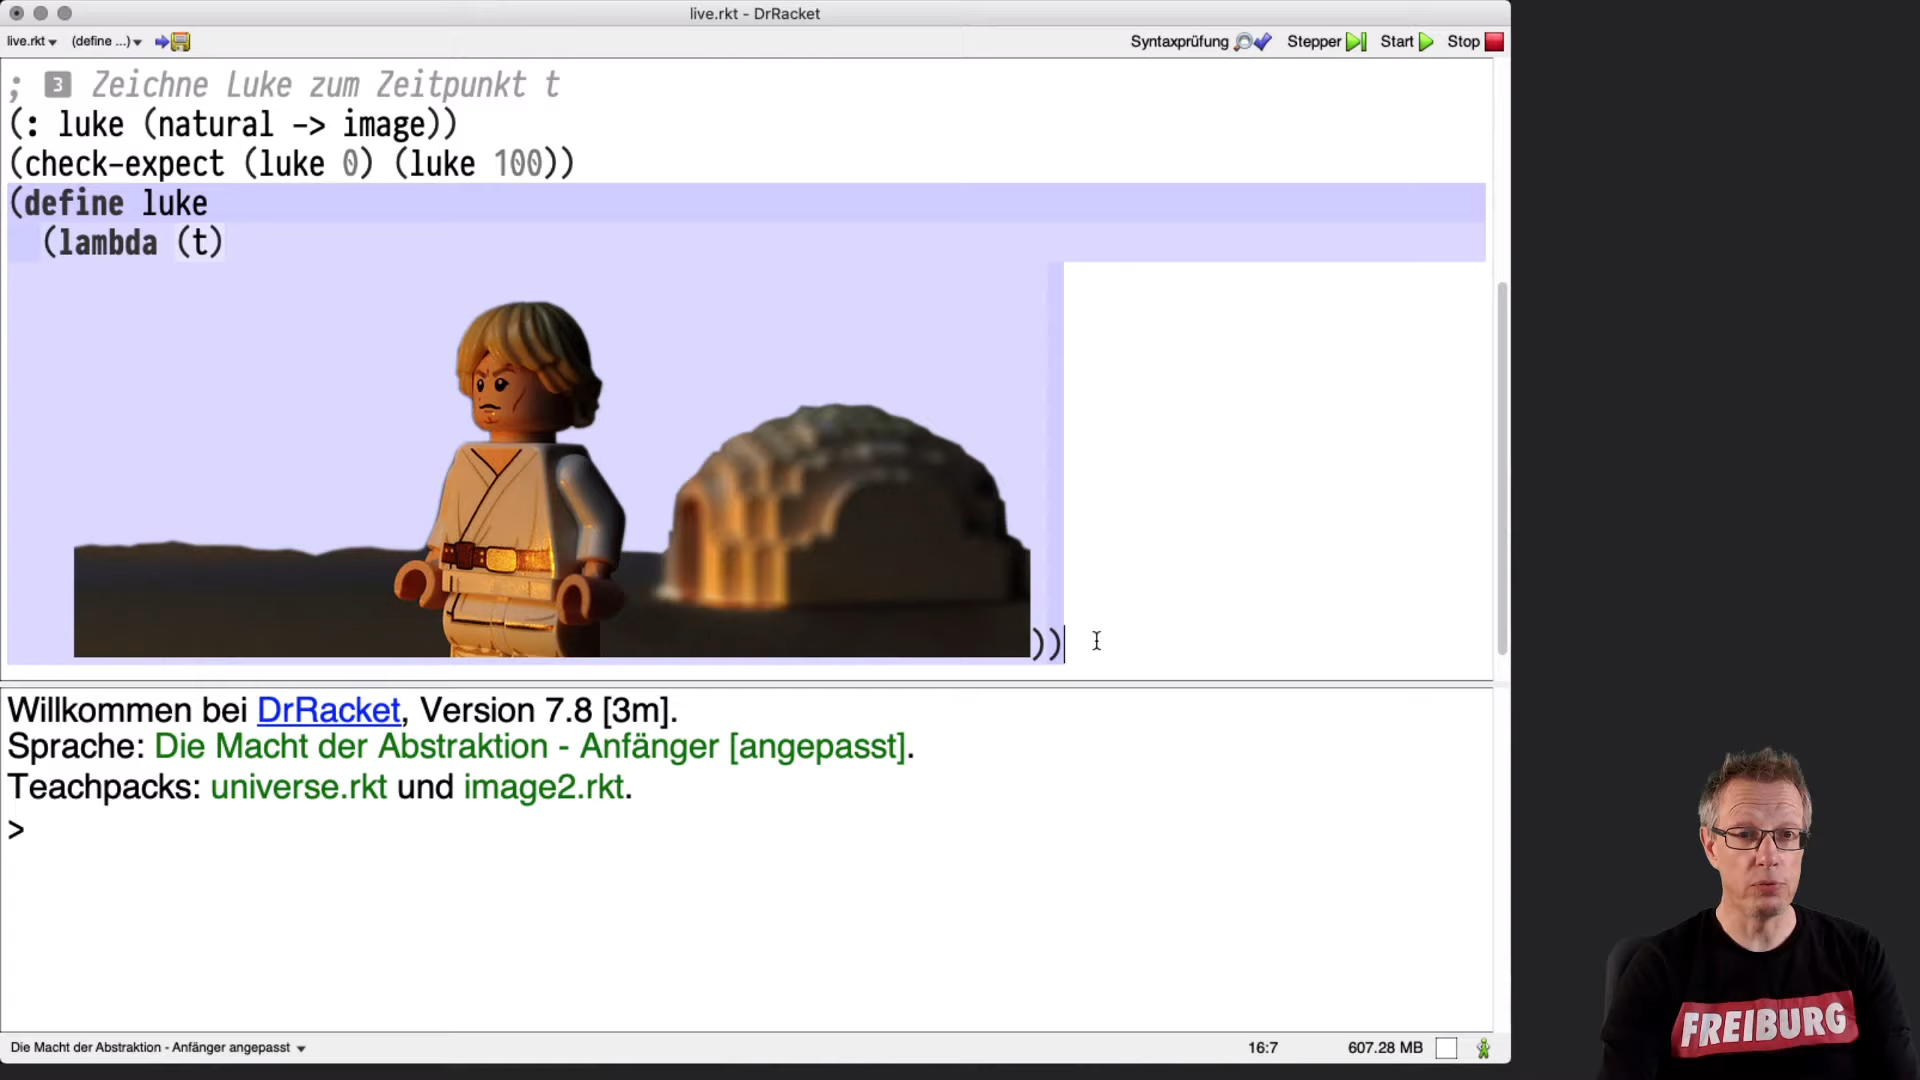 live.rkt - DrRacket
live.rkt (define ...) Syntaxprüfung Stepper Start Stop
; 3 Zeichne Luke zum Zeitpunkt t
(: luke (natural -> image))
(check-expect (luke 0) (luke 100))
(define luke
(lambda (t)
))
Willkommen bei DrRacket, Version 7.8 [3m].
Sprache: Die Macht der Abstraktion - Anfänger [angepasst].
Teachpacks: universe.rkt und image2.rkt.
>
Die Macht der Abstraktion - Anfänger angepasst 16:7 607.28 MB
FREIBURG